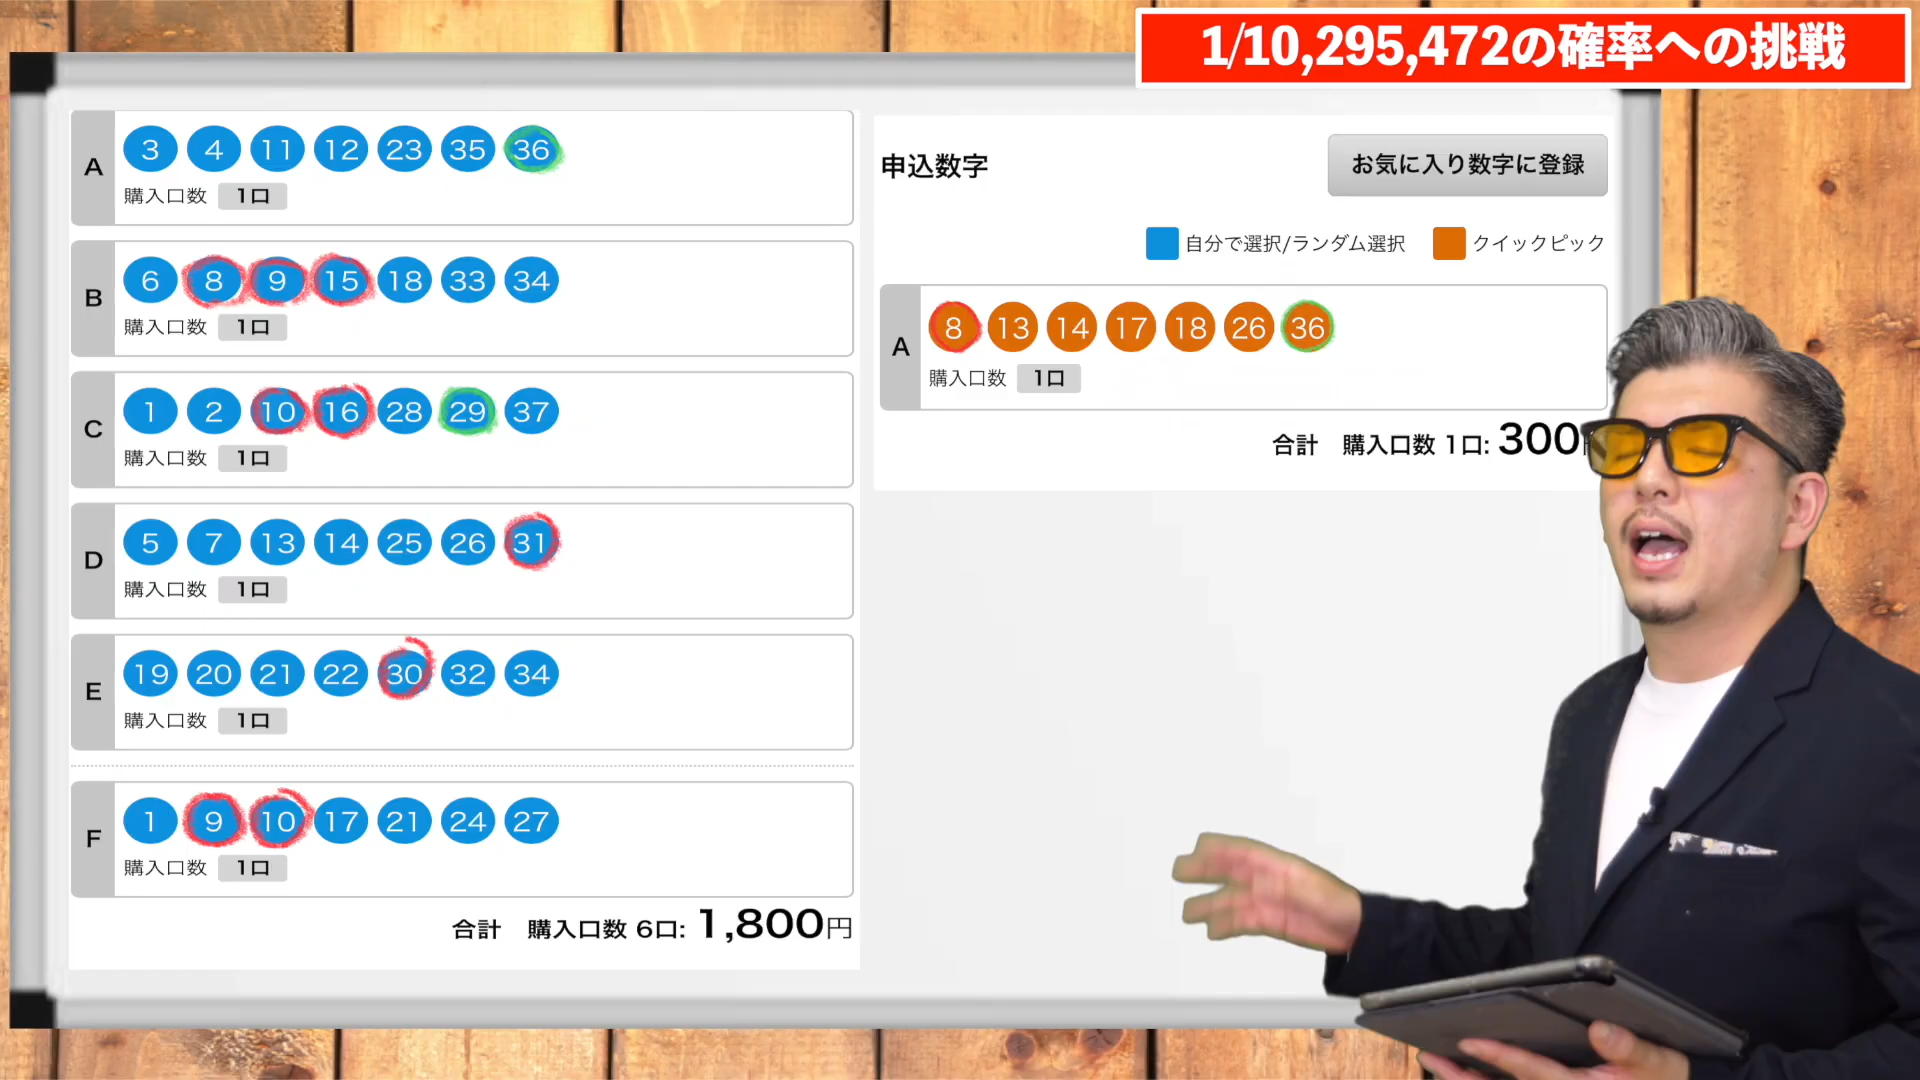 1/10,295,472の確率への挑戦
A
3 4 11 12 23 35 36
購入口数 1口
B
6 8 9 15 18 33 34
購入口数 1口
C
1 2 10 16 28 29 37
購入口数 1口
D
5 7 13 14 25 26 31
購入口数 1口
E
19 20 21 22 30 32 34
購入口数 1口
F
1 9 10 17 21 24 27
購入口数 1口
合計 購入口数 6口: 1,800円
申込数字
お気に入り数字に登録
自分で選択/ランダム選択 クイックピック
A
8 13 14 17 18 26 36
購入口数 1口
合計 購入口数 1口: 300